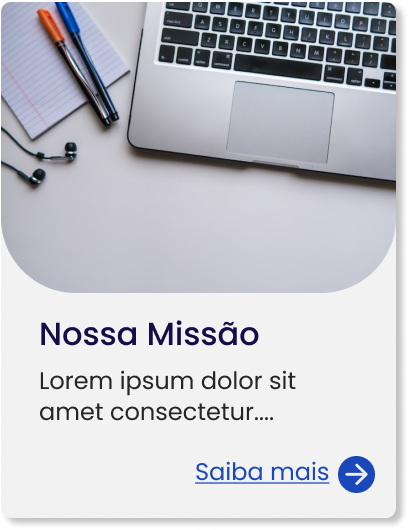 Nossa Missão
Lorem ipsum dolor sit
amet consectetur....
Saiba mais